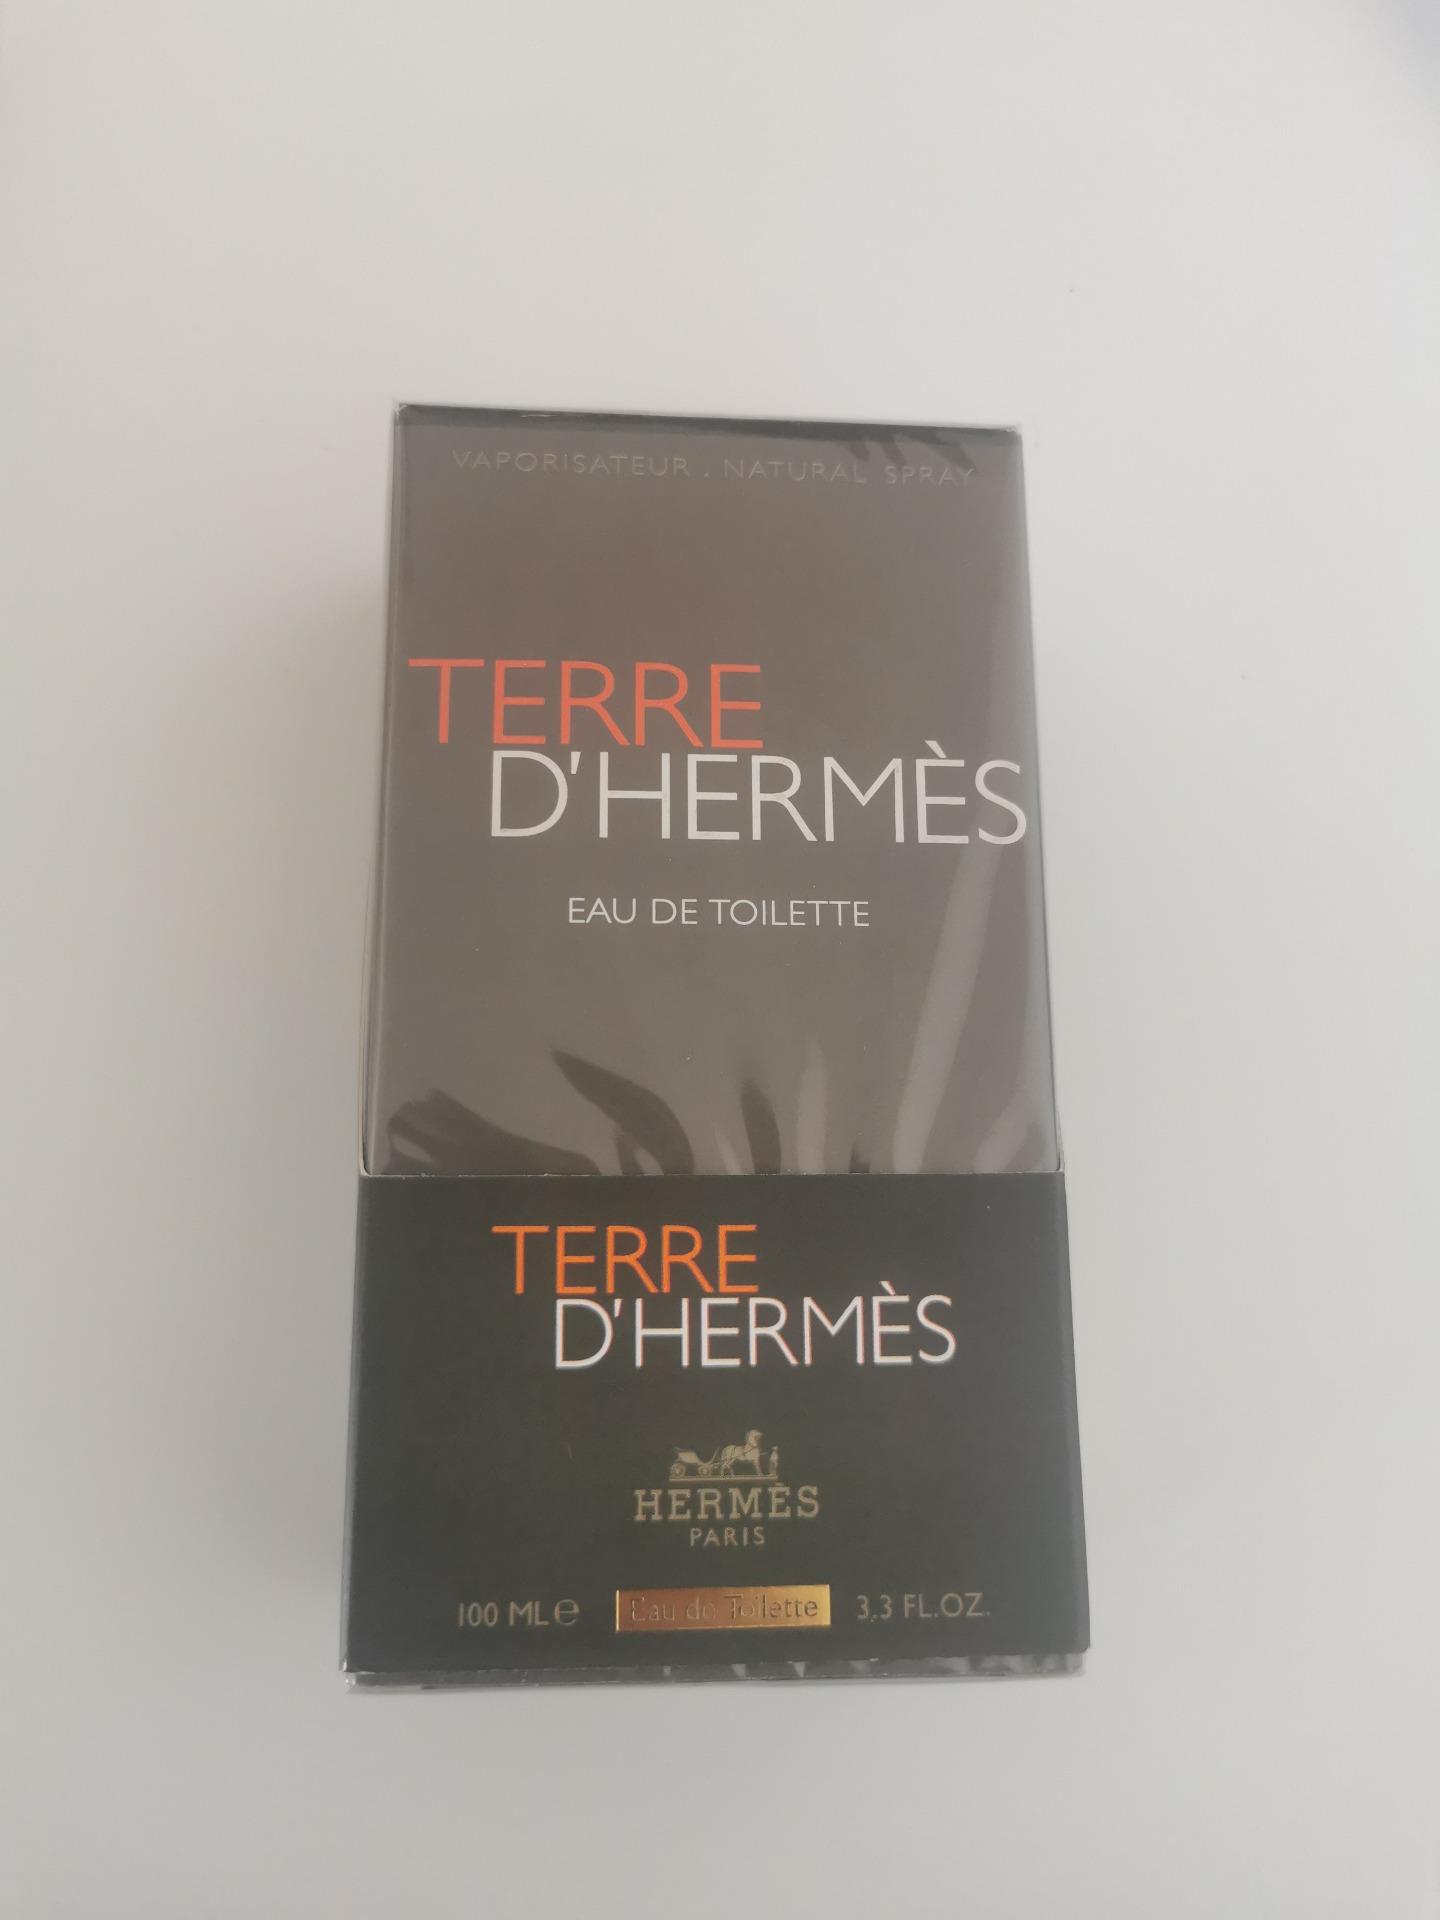 VAPORISATEUR . NATURAL SPRAY
TERRE
D'HERMÈS
EAU DE TOILETTE
TERRE
D'HERMÈS
HERMÈS
PARIS
100 ML e Eau de Toilette 3,3 FL.OZ.